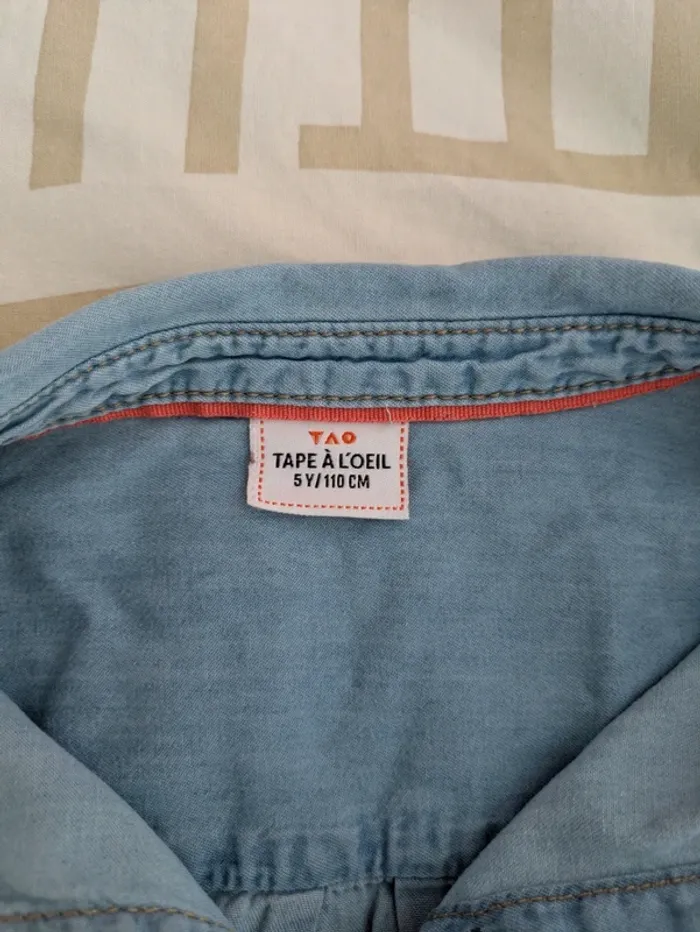 TAO
TAPE À L'OEIL
5 Y/110 CM